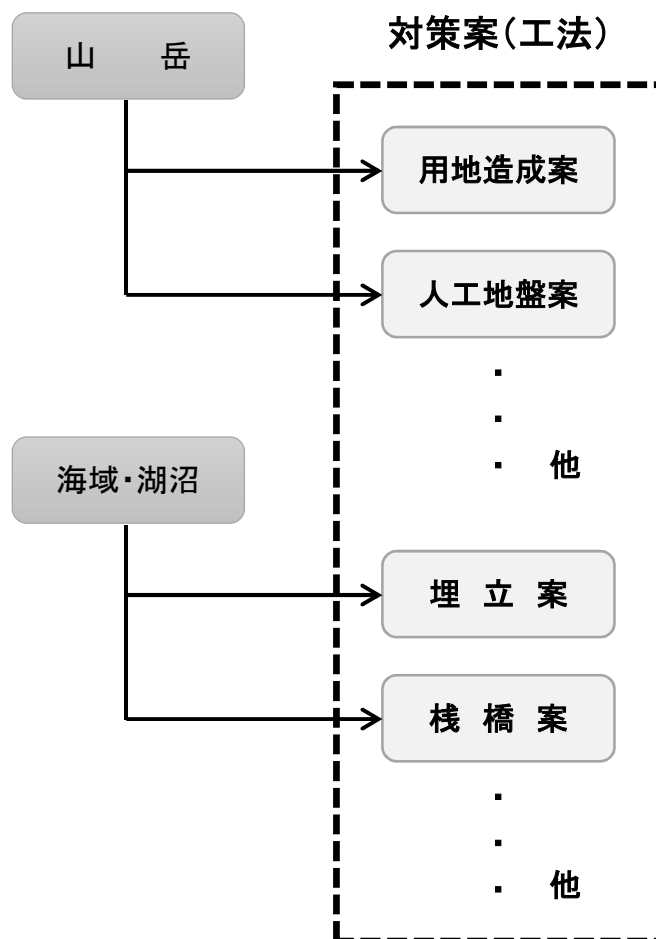 対策案（工法）
山　岳
用地造成案
人工地盤案
・
・
・　他
海域・湖沼
埋　立　案
桟　橋　案
・
・
・　他